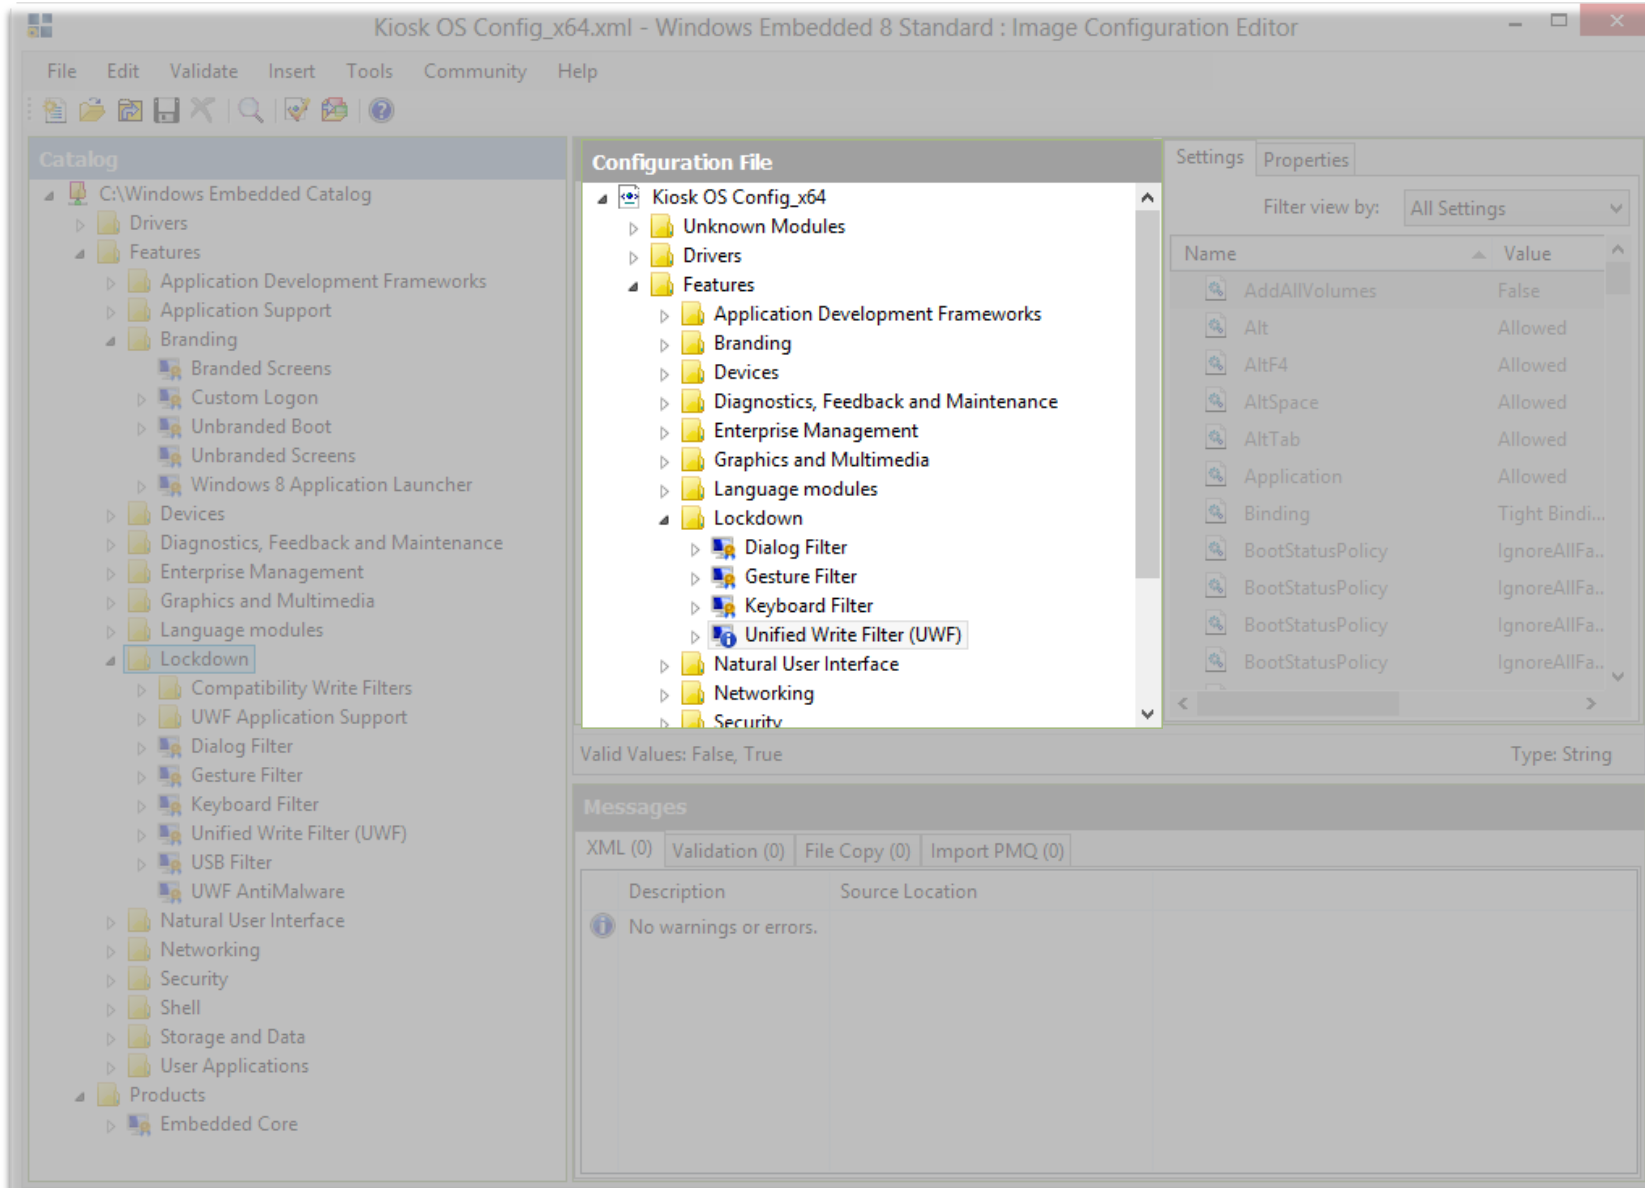 Kiosk OS Config_x64.xml - Windows Embedded 8 Standard : Image Configuration Editor
File Edit Validate Insert Tools Community Help
Catalog
C:\Windows Embedded Catalog
Drivers
Features
Application Development Frameworks
Application Support
Branding
Branded Screens
Custom Logon
Unbranded Boot
Unbranded Screens
Windows 8 Application Launcher
Devices
Diagnostics, Feedback and Maintenance
Enterprise Management
Graphics and Multimedia
Language modules
Lockdown
Compatibility Write Filters
UWF Application Support
Dialog Filter
Gesture Filter
Keyboard Filter
Unified Write Filter (UWF)
USB Filter
UWF AntiMalware
Natural User Interface
Networking
Security
Shell
Storage and Data
User Applications
Products
Embedded Core
Configuration File
Kiosk OS Config_x64
Unknown Modules
Drivers
Features
Application Development Frameworks
Branding
Devices
Diagnostics, Feedback and Maintenance
Enterprise Management
Graphics and Multimedia
Language modules
Lockdown
Dialog Filter
Gesture Filter
Keyboard Filter
Unified Write Filter (UWF)
Natural User Interface
Networking
Security
Settings Properties
Filter view by: All Settings
Name Value
AddAllVolumes False
Alt Allowed
AltF4 Allowed
AltSpace Allowed
AltTab Allowed
Application Allowed
Binding Tight Bindi...
BootStatusPolicy IgnoreAllFa..
BootStatusPolicy IgnoreAllFa..
BootStatusPolicy IgnoreAllFa..
BootStatusPolicy IgnoreAllFa..
Valid Values: False, True Type: String
Messages
XML (0) Validation (0) File Copy (0) Import PMQ (0)
Description Source Location
No warnings or errors.